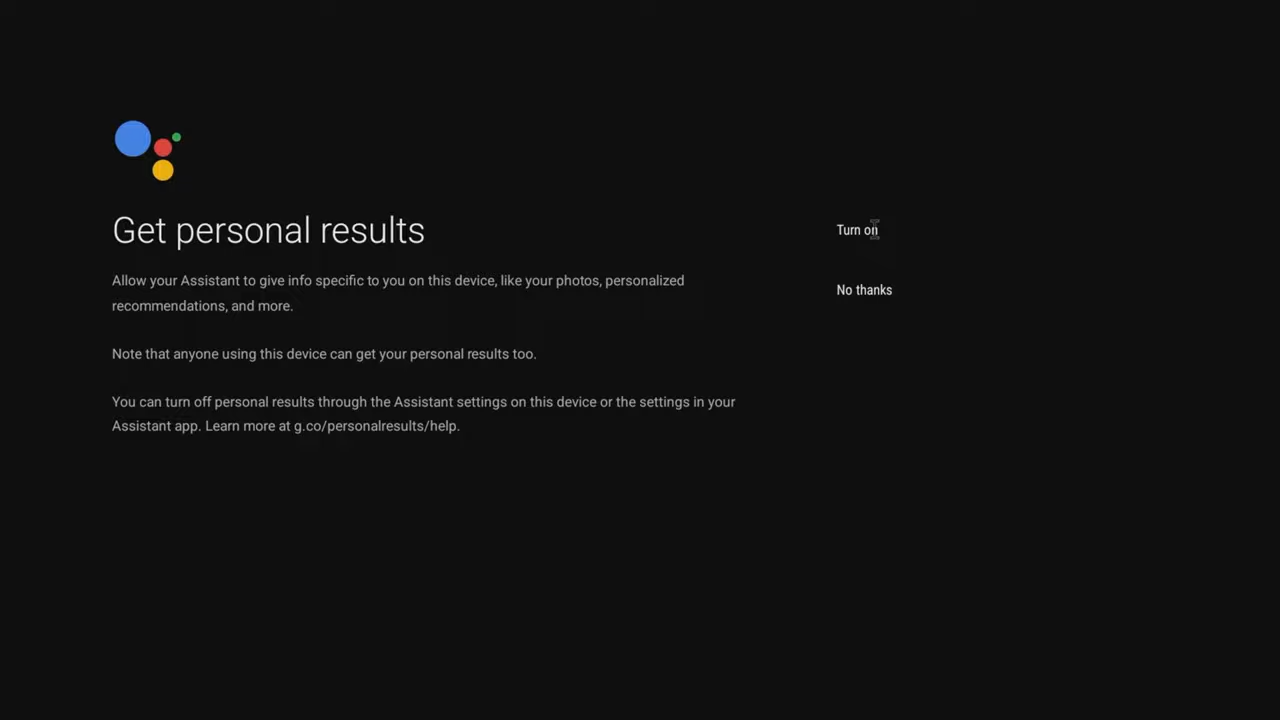 Get personal results
Allow your Assistant to give info specific to you on this device, like your photos, personalized
recommendations, and more.
Note that anyone using this device can get your personal results too.
You can turn off personal results through the Assistant settings on this device or the settings in your
Assistant app. Learn more at g.co/personalresults/help.
Turn on
No thanks